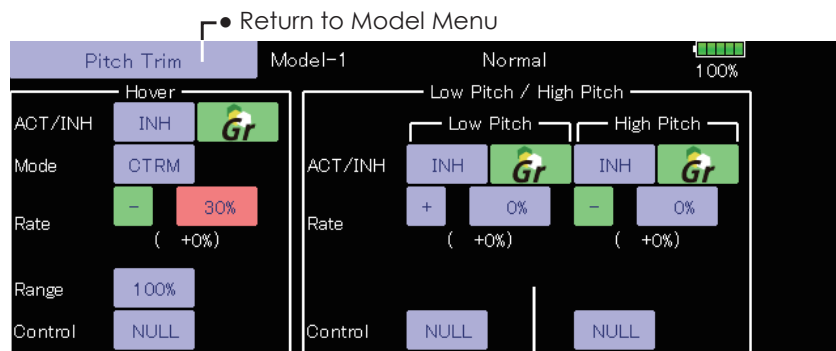 ● Return to Model Menu
Pitch Trim Model-1 Normal 100%
Hover
ACT/INH INH Gr
Mode CTRM
Rate - 30%
( +0%)
Range 100%
Control NULL
Low Pitch / High Pitch
Low Pitch High Pitch
ACT/INH INH Gr INH Gr
Rate + 0% - 0%
( +0%) ( +0%)
Control NULL NULL